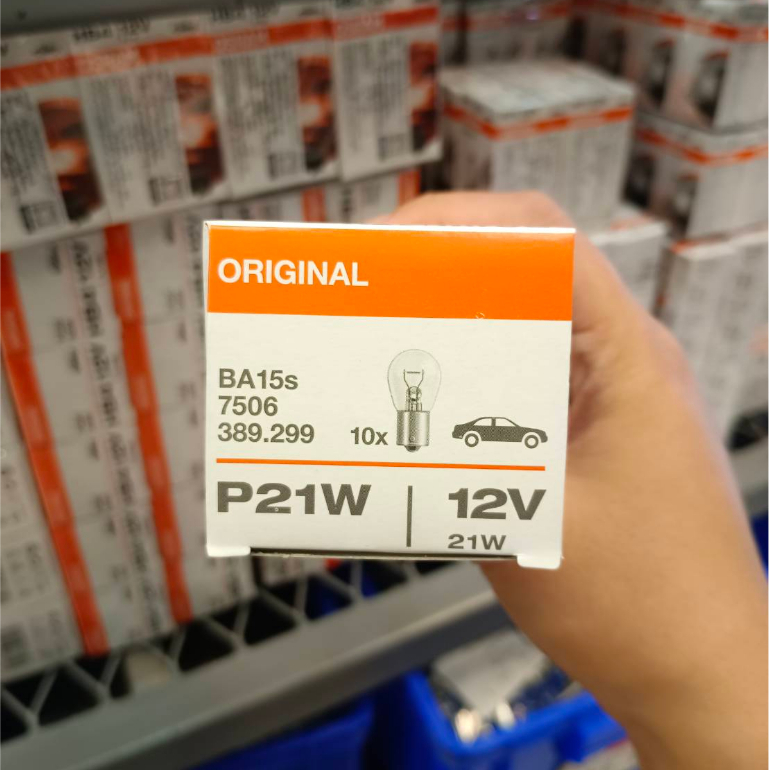 ORIGINAL
BA15s
7506
389.299
10x
P21W
12V
21W